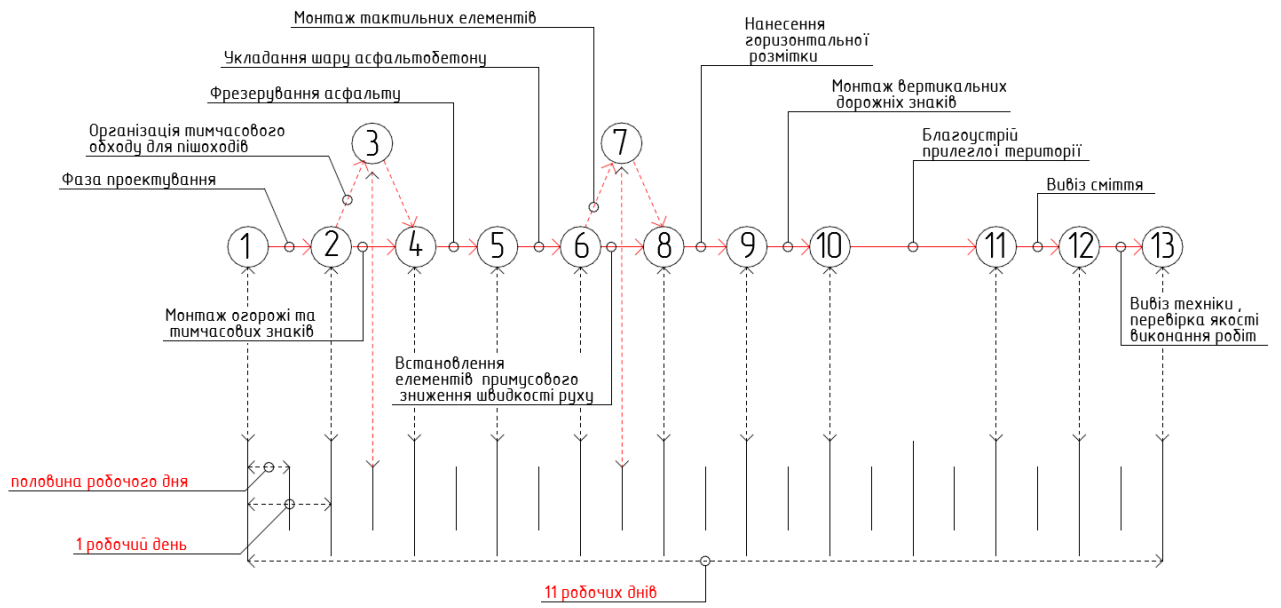 Монтаж тактильних елементів
Нанесення
горизонтальної
розмітки
Укладання шару асфальтобетону
Фрезерування асфальту
Монтаж вертикальних
дорожніх знаків
Організація тимчасового
обходу для пішоходів
Благоустрій
прилеглої території
Фаза проектування
Вивіз сміття
3
7
1
2
4
5
6
8
9
10
11
12
13
Монтаж огорожі та
тимчасових знаків
Вивіз техніки,
перевірка якості
виконання робіт
Встановлення
елементів примусового
зниження швидкості руху
половина робочого дня
1 робочий день
11 робочих днів